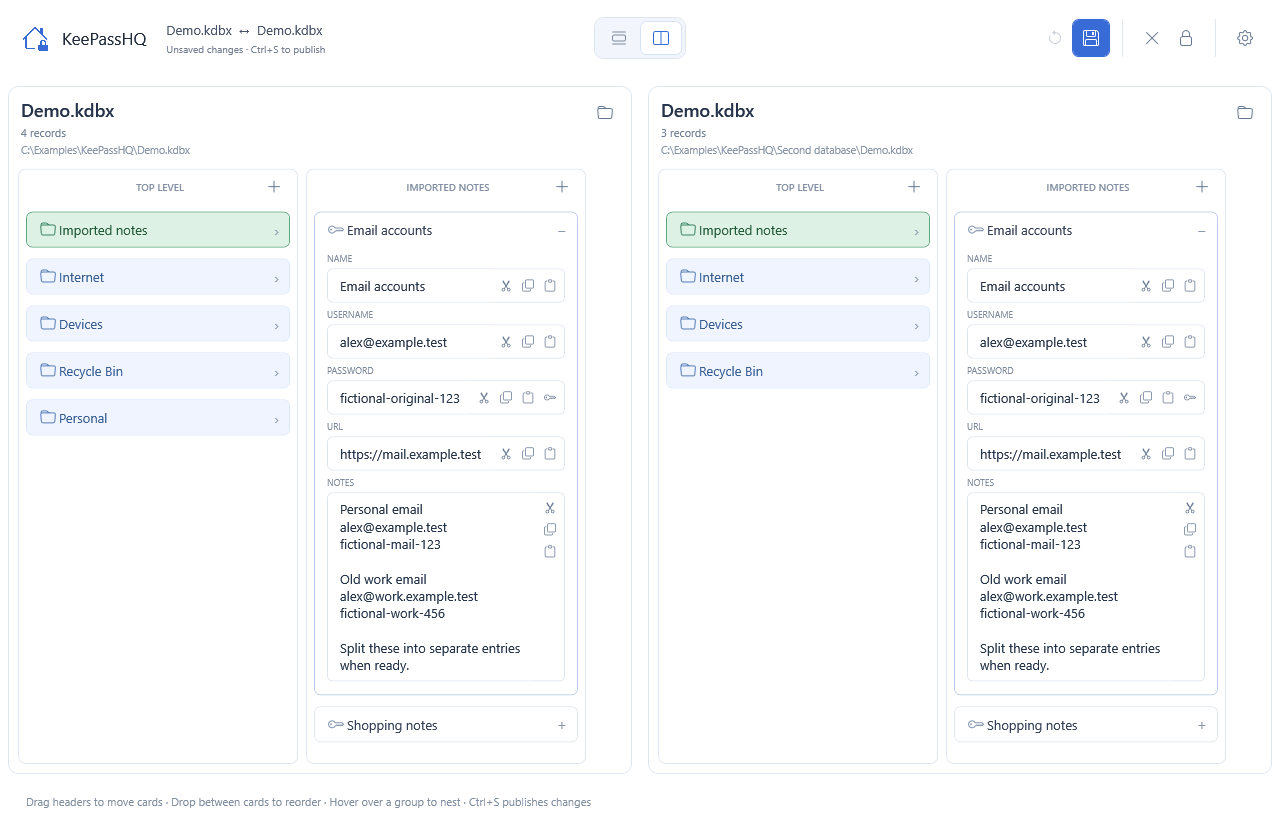 KeePassHQ
Demo.kdbx ↔ Demo.kdbx
Unsaved changes · Ctrl+S to publish
Demo.kdbx
4 records
C:\Examples\KeePassHQ\Demo.kdbx
TOP LEVEL
Imported notes
Internet
Devices
Recycle Bin
Personal
IMPORTED NOTES
Email accounts
NAME
Email accounts
USERNAME
alex@example.test
PASSWORD
fictional-original-123
URL
https://mail.example.test
NOTES
Personal email
alex@example.test
fictional-mail-123
Old work email
alex@work.example.test
fictional-work-456
Split these into separate entries
when ready.
Shopping notes
Demo.kdbx
3 records
C:\Examples\KeePassHQ\Second database\Demo.kdbx
TOP LEVEL
Imported notes
Internet
Devices
Recycle Bin
IMPORTED NOTES
Email accounts
NAME
Email accounts
USERNAME
alex@example.test
PASSWORD
fictional-original-123
URL
https://mail.example.test
NOTES
Personal email
alex@example.test
fictional-mail-123
Old work email
alex@work.example.test
fictional-work-456
Split these into separate entries
when ready.
Shopping notes
Drag headers to move cards · Drop between cards to reorder · Hover over a group to nest · Ctrl+S publishes changes